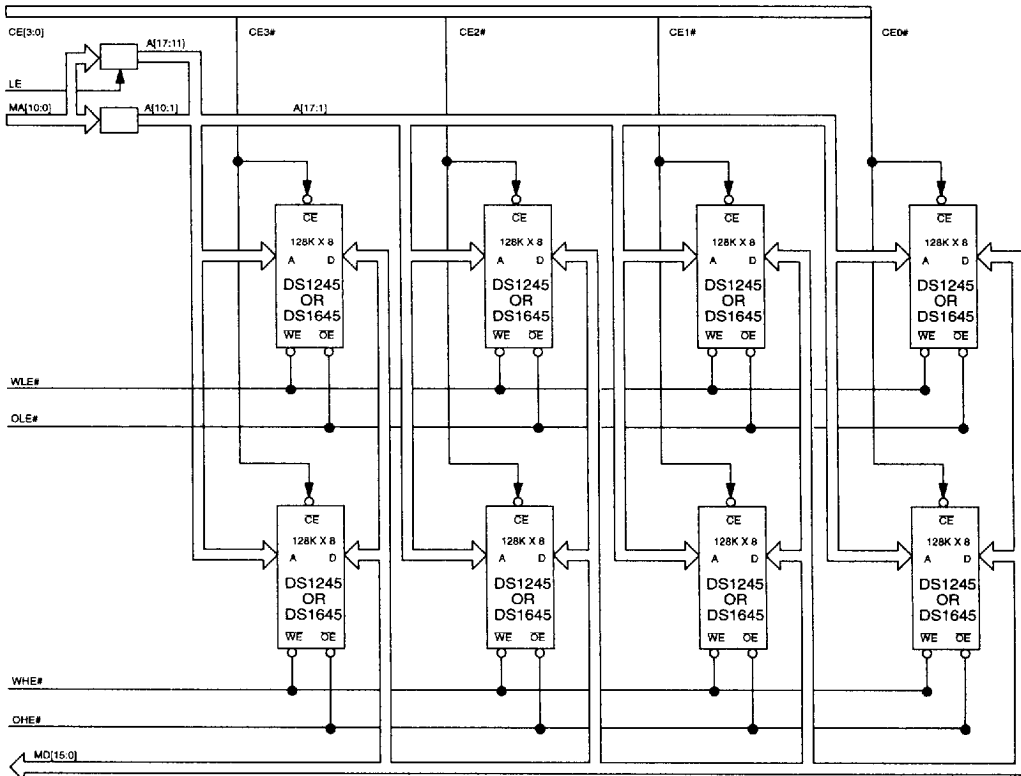 CE[3:0]
CE3#
CE2#
CE1#
CE0#
A[17:11]
LE
MA[10:0]
A[10:1]
A[17:1]
CE
128K X 8
A D
DS1245
OR
DS1645
WE OE
CE
128K X 8
A D
DS1245
OR
DS1645
WE OE
CE
128K X 8
A D
DS1245
OR
DS1645
WE OE
CE
128K X 8
A D
DS1245
OR
DS1645
WE OE
WLE#
OLE#
CE
128K X 8
A D
DS1245
OR
DS1645
WE OE
CE
128K X 8
A D
DS1245
OR
DS1645
WE OE
CE
128K X 8
A D
DS1245
OR
DS1645
WE OE
CE
128K X 8
A D
DS1245
OR
DS1645
WE OE
WHE#
OHE#
MD[15:0]